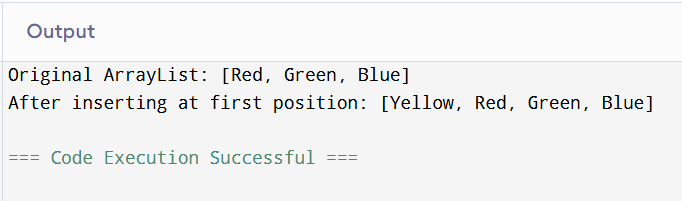 Output
Original ArrayList: [Red, Green, Blue]
After inserting at first position: [Yellow, Red, Green, Blue]
=== Code Execution Successful ===